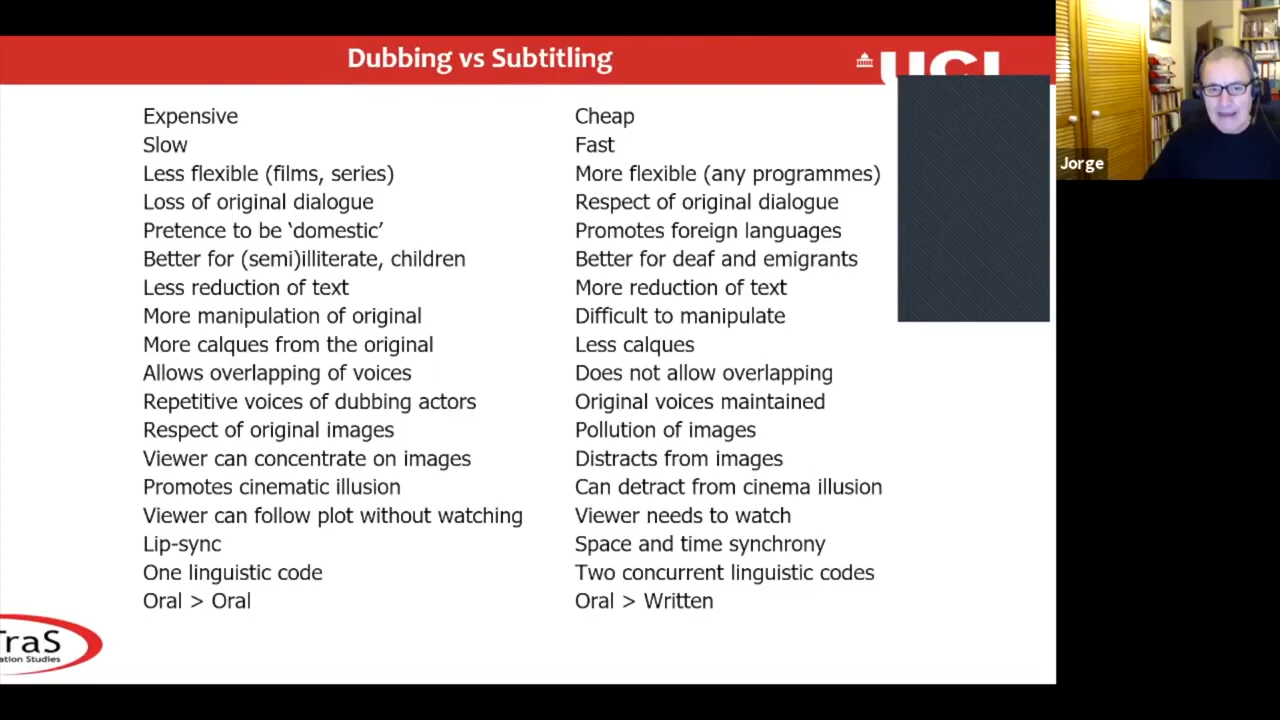 Dubbing vs Subtitling
UCL
Expensive
Cheap
Slow
Fast
Less flexible (films, series)
More flexible (any programmes)
Loss of original dialogue
Respect of original dialogue
Pretence to be ‘domestic’
Promotes foreign languages
Better for (semi)illiterate, children
Better for deaf and emigrants
Less reduction of text
More reduction of text
More manipulation of original
Difficult to manipulate
More calques from the original
Less calques
Allows overlapping of voices
Does not allow overlapping
Repetitive voices of dubbing actors
Original voices maintained
Respect of original images
Pollution of images
Viewer can concentrate on images
Distracts from images
Promotes cinematic illusion
Can detract from cinema illusion
Viewer can follow plot without watching
Viewer needs to watch
Lip-sync
Space and time synchrony
One linguistic code
Two concurrent linguistic codes
Oral > Oral
Oral > Written
Jorge
TraS
ation Studies